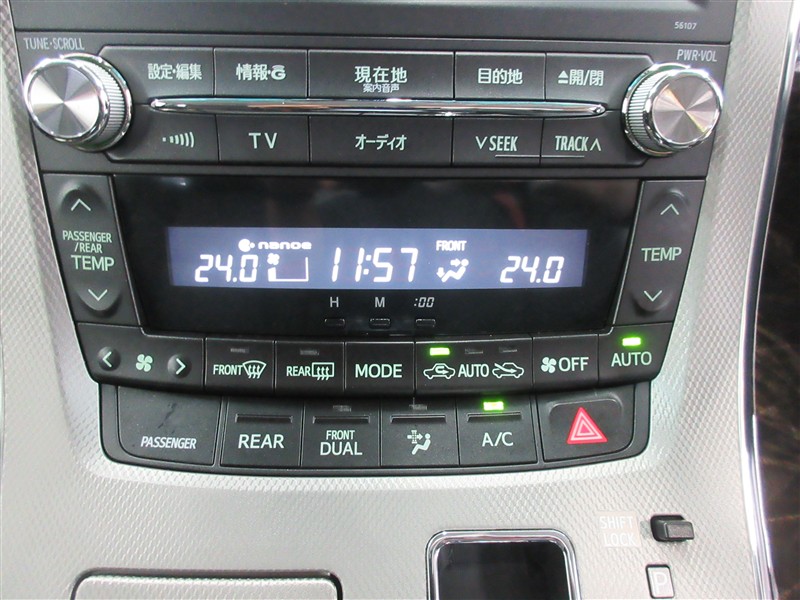 56107
TUNE·SCROLL
PWR·VOL
設定・編集 情報・G 現在地 目的地 ▲開/閉
案内音声
TV オーディオ ∨ SEEK TRACK ∧
PASSENGER
/REAR
TEMP
nanoe FRONT
24.0 11:57 24.0
TEMP
H M :00
FRONT REAR MODE AUTO OFF AUTO
PASSENGER REAR FRONT DUAL A/C
SHIFT
LOCK
P